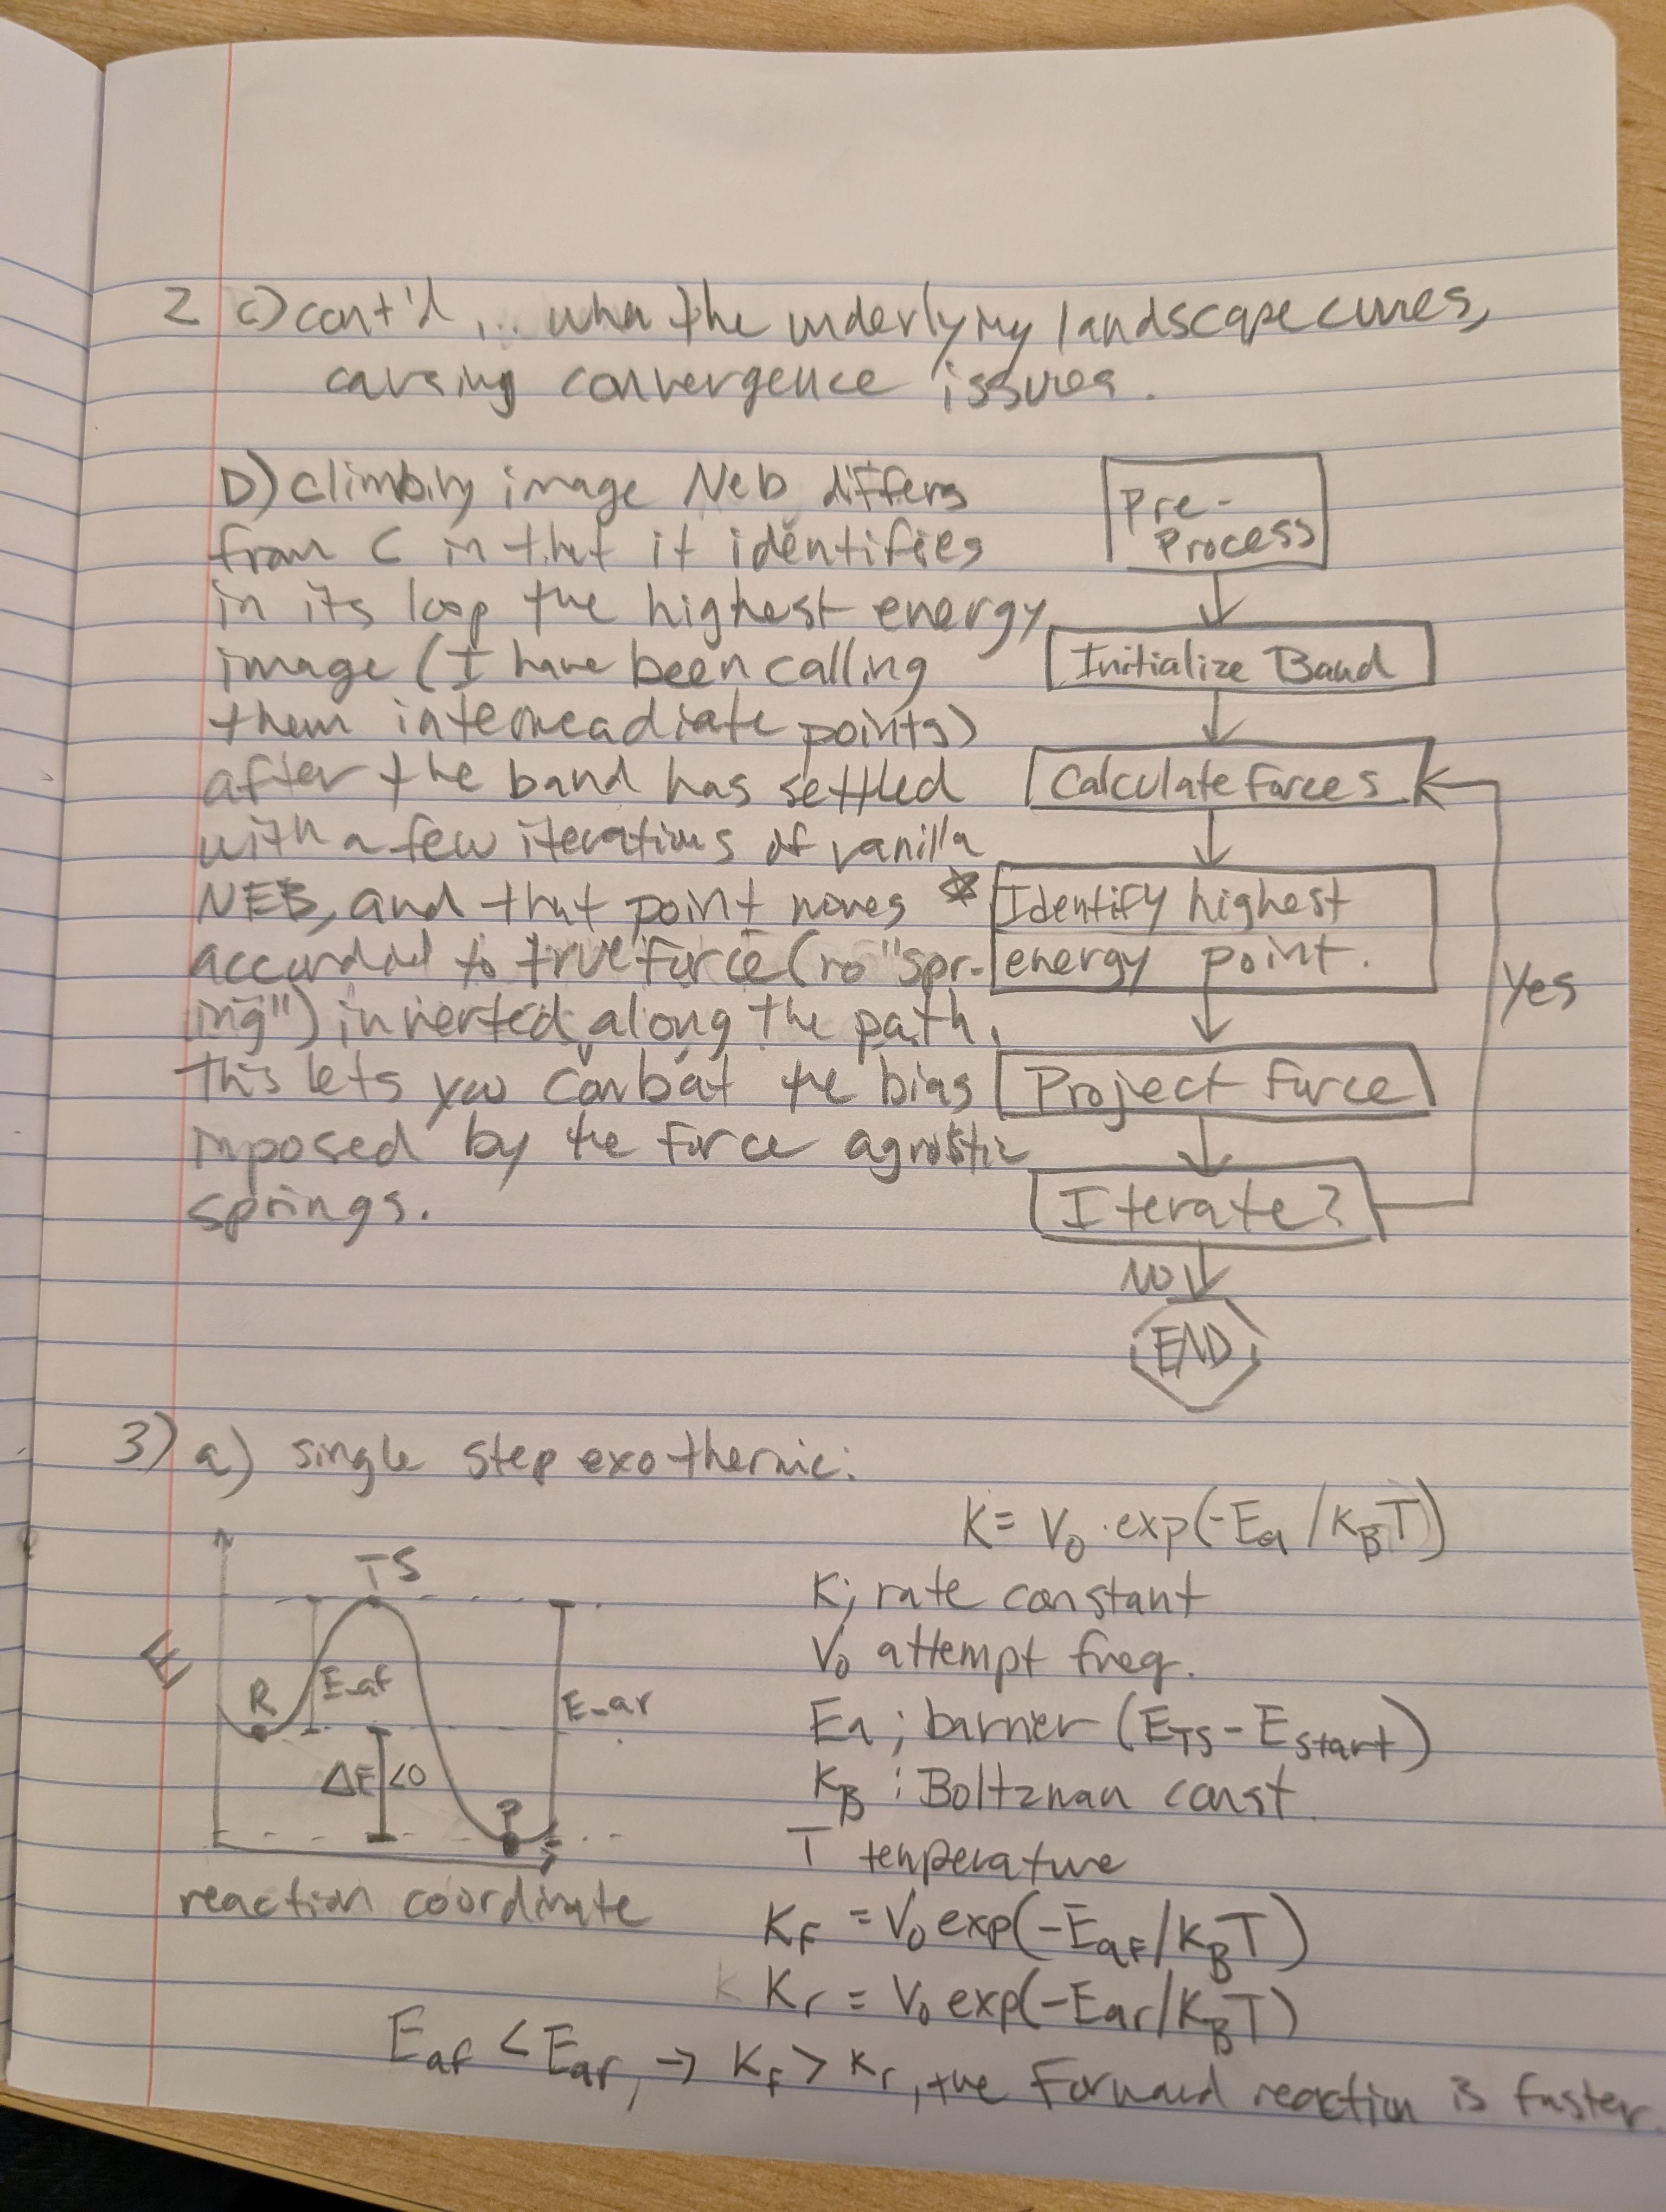 2 c) cont'd ... when the underlying landscape curves,
causing convergence issues.
D) climbing image Neb differs
from C in that it identifies
in its loop the highest energy
image (I have been calling
them intermeadiate points)
after the band has settled
with a few iterations of vanilla
NEB, and that point moves
according to "true" force (no "spr-
ing") inverted along the path.
This lets you combat the bias
imposed by the force agnostic
springs.
Pre-
Process
Initialize Band
Calculate Forces
* Identify highest
energy point.
Project Force
Iterate?
Yes
NO
END
3) a) single step exothermic:
K = V₀ · exp(-Ea / KBT)
K; rate constant
V₀ attempt freq.
Ea; barrier (ETS - Estart)
KB: Boltzman const.
T temperature
KF = V₀ exp(-EaF/KBT)
K Kr = V₀ exp(-Ear/KBT)
Eaf < Ear, → KF > Kr, the Forward reaction is faster.
TS
E
R
E-af
E-ar
ΔE<0
P
reaction coordinate